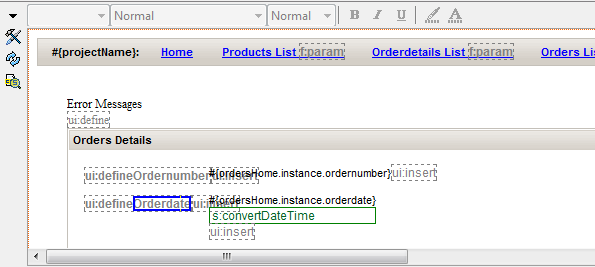 Normal Normal B I U A
#{projectName}: Home Products List f:param Orderdetails List f:param Orders Lis
Error Messages
ui:define
Orders Details
ui:defineOrdernumberui:insert #{ordersHome.instance.ordernumber} ui:insert
ui:defineOrderdateui:insert #{ordersHome.instance.orderdate}
s:convertDateTime
ui:insert